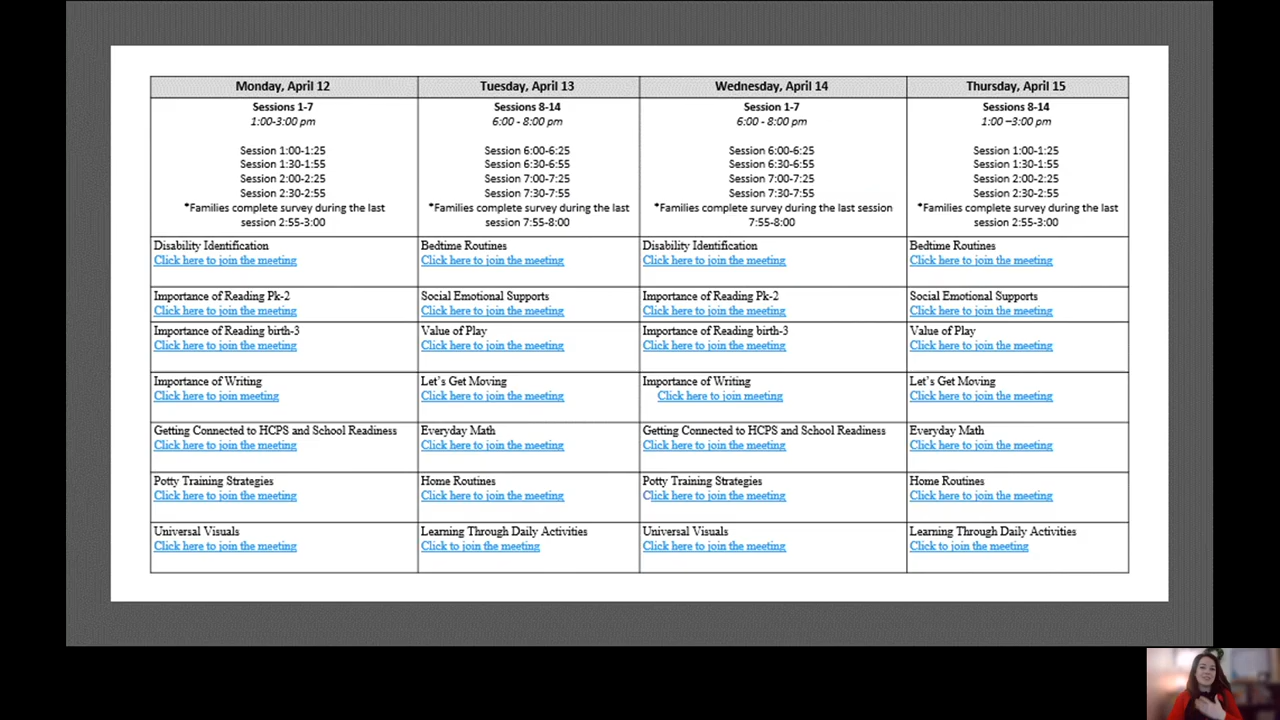 Monday, April 12
Tuesday, April 13
Wednesday, April 14
Thursday, April 15
Sessions 1-7
1:00-3:00 pm
Session 1:00-1:25
Session 1:30-1:55
Session 2:00-2:25
Session 2:30-2:55
*Families complete survey during the last
session 2:55-3:00
Sessions 8-14
6:00 - 8:00 pm
Session 6:00-6:25
Session 6:30-6:55
Session 7:00-7:25
Session 7:30-7:55
*Families complete survey during the last
session 7:55-8:00
Session 1-7
6:00 - 8:00 pm
Session 6:00-6:25
Session 6:30-6:55
Session 7:00-7:25
Session 7:30-7:55
*Families complete survey during the last session
7:55-8:00
Sessions 8-14
1:00 –3:00 pm
Session 1:00-1:25
Session 1:30-1:55
Session 2:00-2:25
Session 2:30-2:55
*Families complete survey during the last
session 2:55-3:00
Disability Identification
Click here to join the meeting
Bedtime Routines
Click here to join the meeting
Disability Identification
Click here to join the meeting
Bedtime Routines
Click here to join the meeting
Importance of Reading Pk-2
Click here to join the meeting
Social Emotional Supports
Click here to join the meeting
Importance of Reading Pk-2
Click here to join the meeting
Social Emotional Supports
Click here to join the meeting
Importance of Reading birth-3
Click here to join the meeting
Value of Play
Click here to join the meeting
Importance of Reading birth-3
Click here to join the meeting
Value of Play
Click here to join the meeting
Importance of Writing
Click here to join meeting
Let's Get Moving
Click here to join the meeting
Importance of Writing
Click here to join meeting
Let's Get Moving
Click here to join the meeting
Getting Connected to HCPS and School Readiness
Click here to join the meeting
Everyday Math
Click here to join the meeting
Getting Connected to HCPS and School Readiness
Click here to join the meeting
Everyday Math
Click here to join the meeting
Potty Training Strategies
Click here to join the meeting
Home Routines
Click here to join the meeting
Potty Training Strategies
Click here to join the meeting
Home Routines
Click here to join the meeting
Universal Visuals
Click here to join the meeting
Learning Through Daily Activities
Click to join the meeting
Universal Visuals
Click here to join the meeting
Learning Through Daily Activities
Click to join the meeting